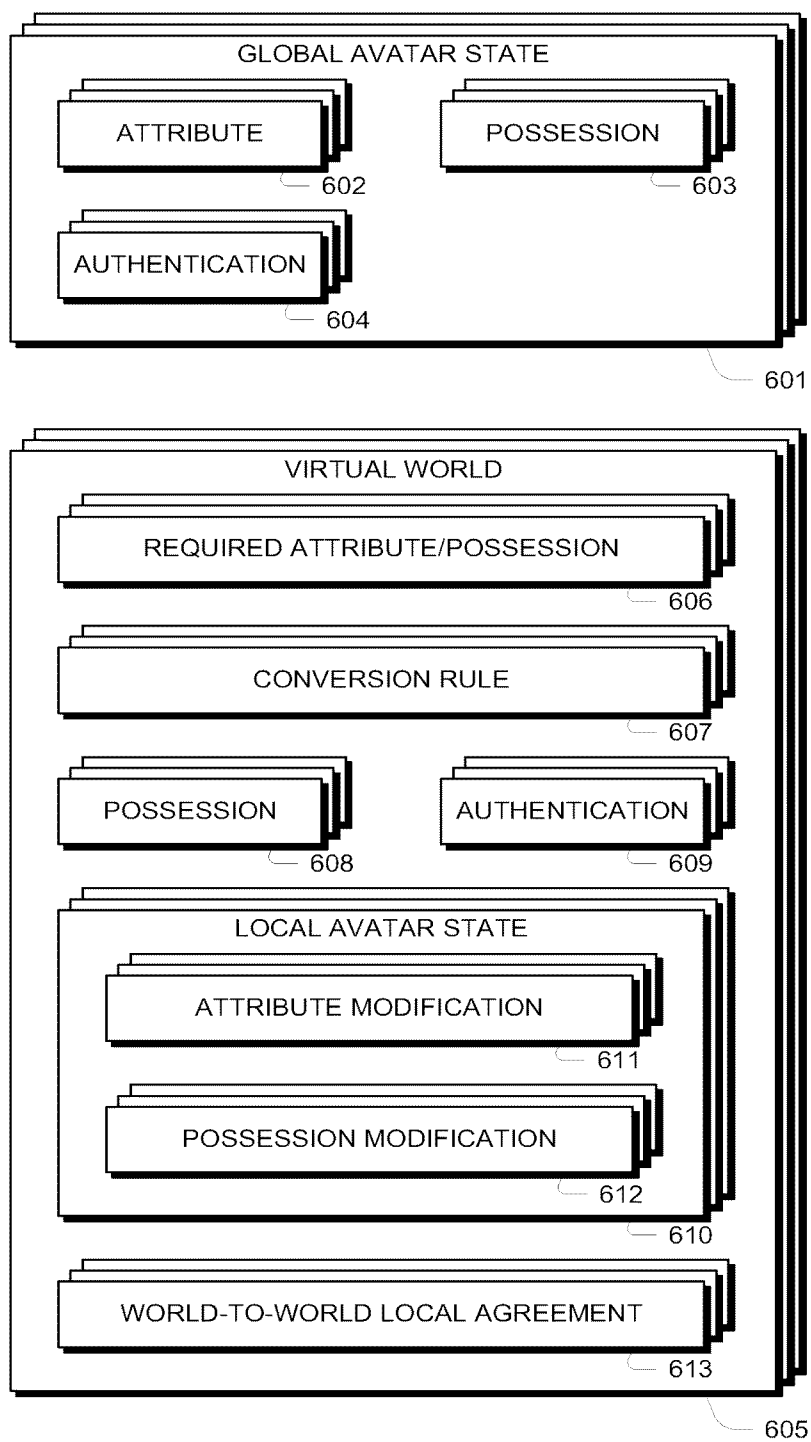 GLOBAL AVATAR STATE
ATTRIBUTE
POSSESSION
602
603
AUTHENTICATION
604
601
VIRTUAL WORLD
REQUIRED ATTRIBUTE/POSSESSION
606
CONVERSION RULE
607
POSSESSION
AUTHENTICATION
608
609
LOCAL AVATAR STATE
ATTRIBUTE MODIFICATION
611
POSSESSION MODIFICATION
612
610
WORLD-TO-WORLD LOCAL AGREEMENT
613
605